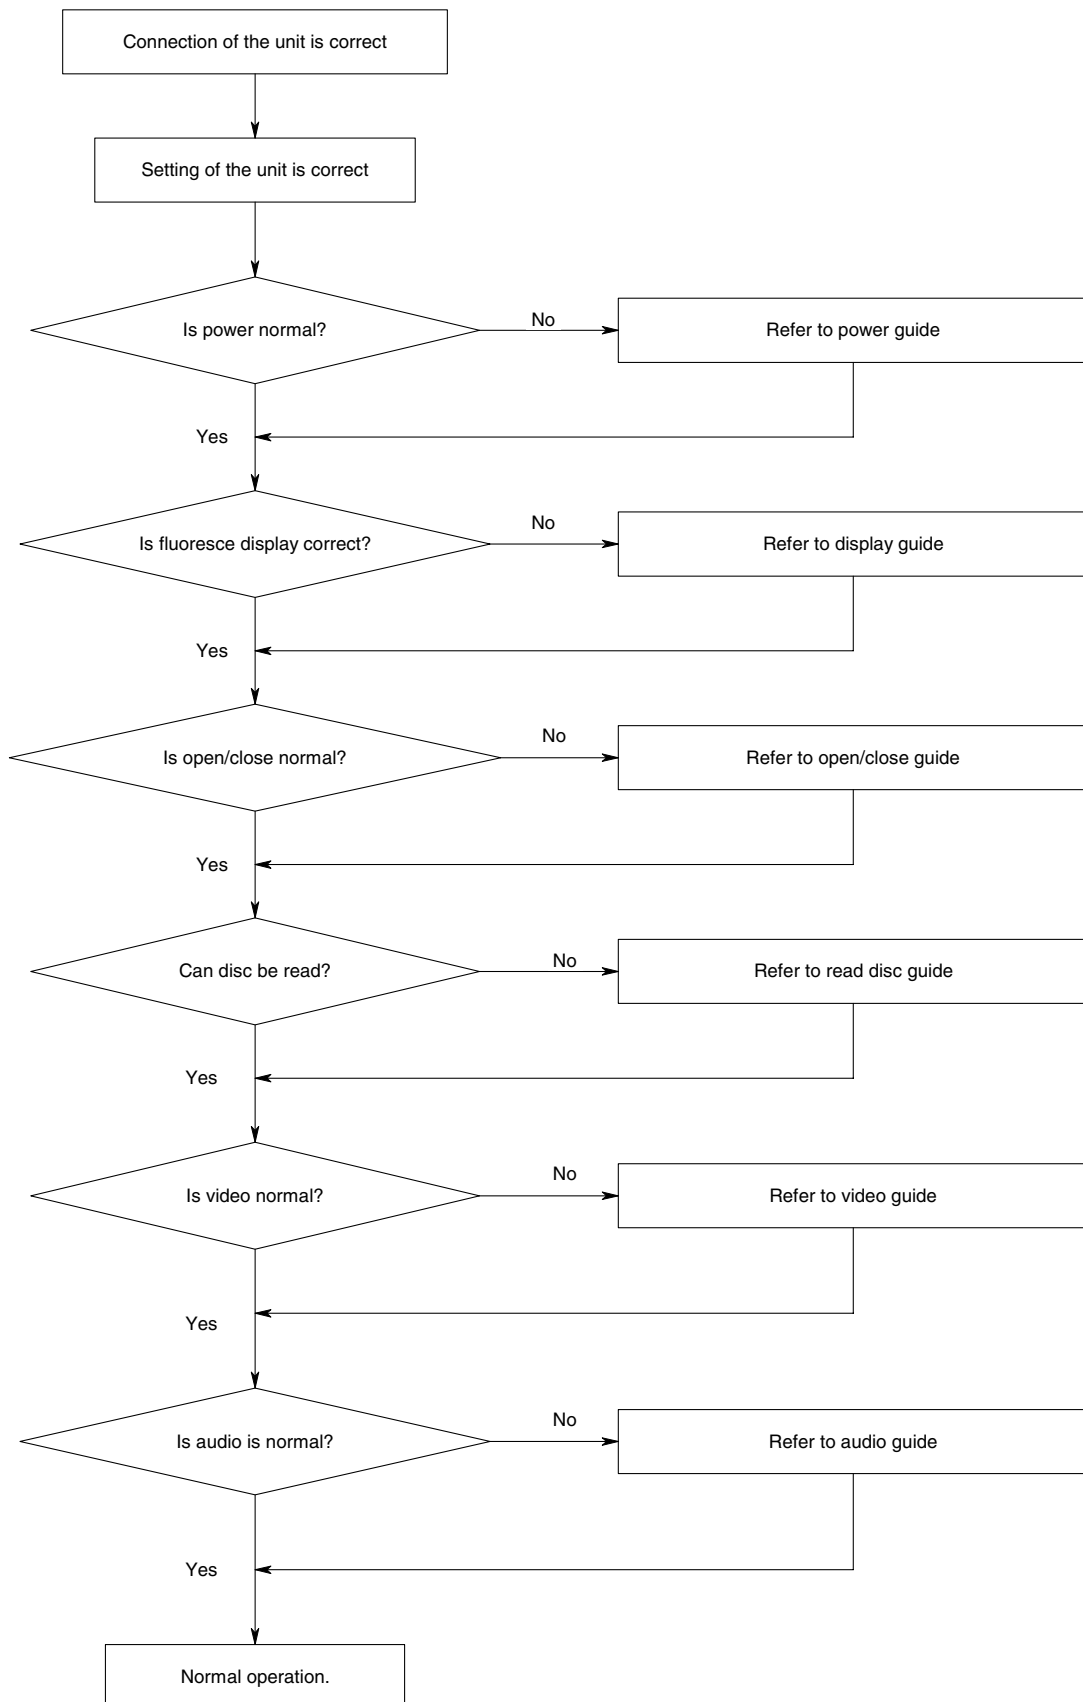 Connection of the unit is correct
Setting of the unit is correct
Is power normal?
No
Refer to power guide
Yes
Is fluoresce display correct?
No
Refer to display guide
Yes
Is open/close normal?
No
Refer to open/close guide
Yes
Can disc be read?
No
Refer to read disc guide
Yes
Is video normal?
No
Refer to video guide
Yes
Is audio is normal?
No
Refer to audio guide
Yes
Normal operation.